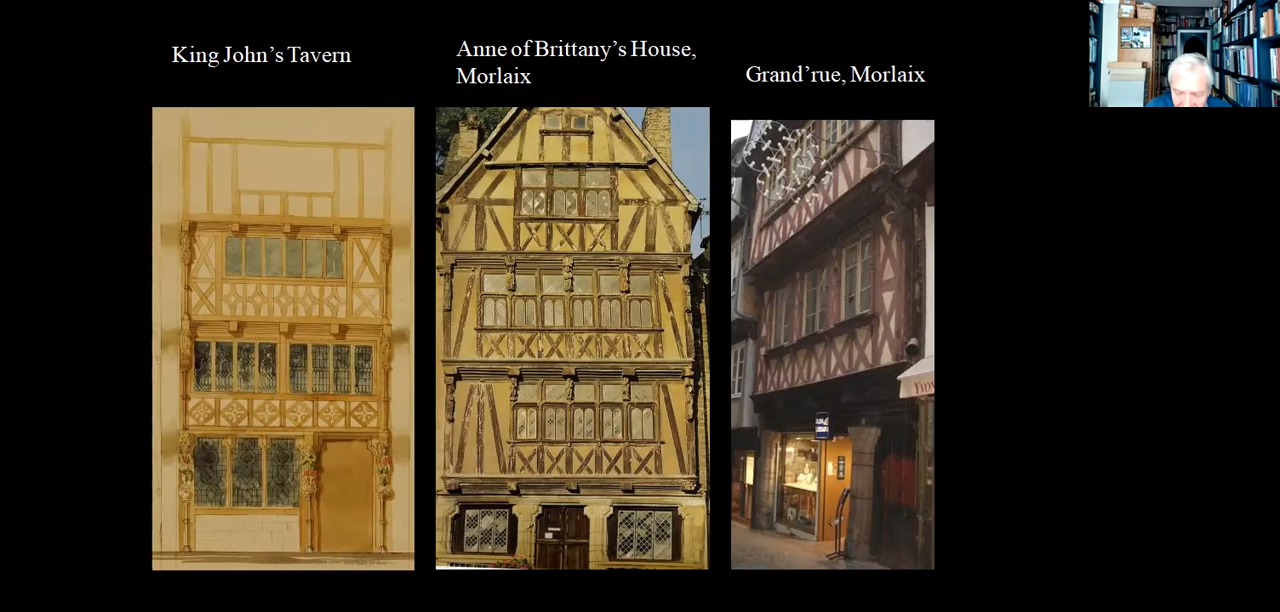 King John’s Tavern
Anne of Brittany’s House,
Morlaix
Grand’rue, Morlaix